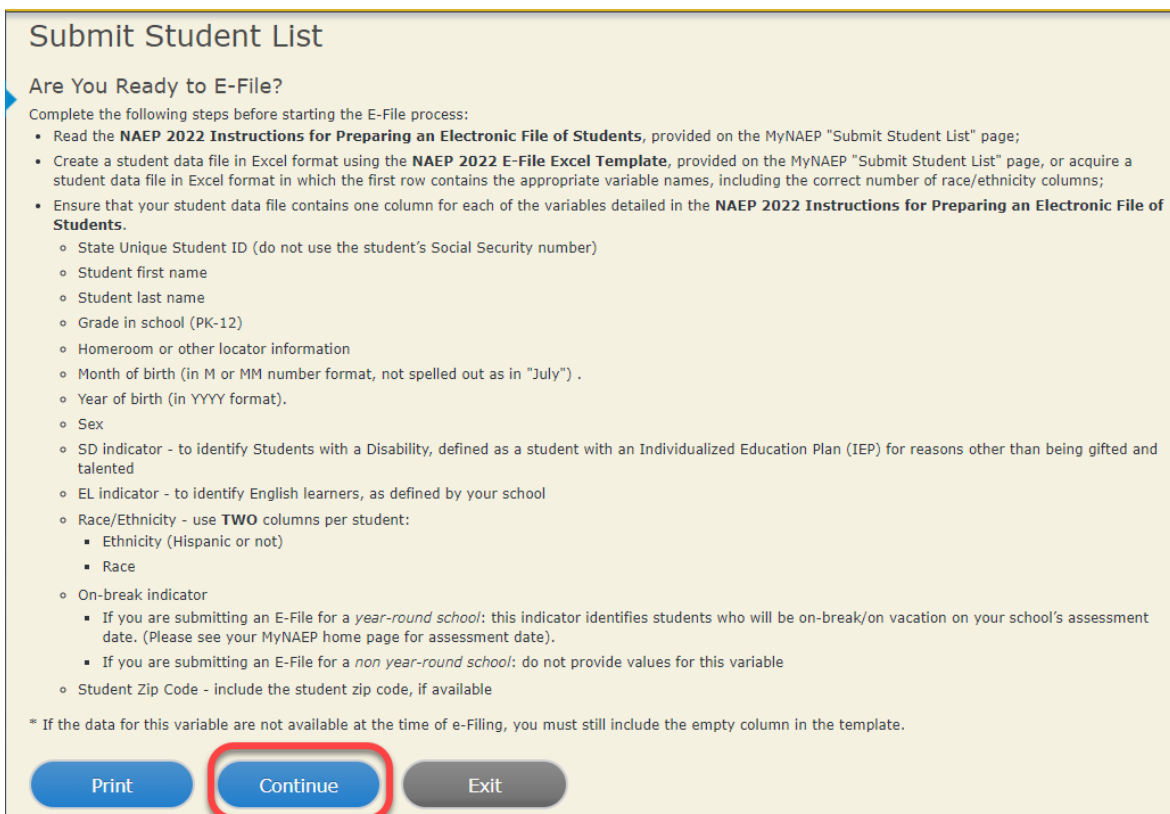 Submit Student List
Are You Ready to E-File?
Complete the following steps before starting the E-File process:
• Read the NAEP 2022 Instructions for Preparing an Electronic File of Students, provided on the MyNAEP "Submit Student List" page;
• Create a student data file in Excel format using the NAEP 2022 E-File Excel Template, provided on the MyNAEP "Submit Student List" page, or acquire a
student data file in Excel format in which the first row contains the appropriate variable names, including the correct number of race/ethnicity columns;
• Ensure that your student data file contains one column for each of the variables detailed in the NAEP 2022 Instructions for Preparing an Electronic File of
Students.
◦ State Unique Student ID (do not use the student's Social Security number)
◦ Student first name
◦ Student last name
◦ Grade in school (PK-12)
◦ Homeroom or other locator information
◦ Month of birth (in M or MM number format, not spelled out as in "July") .
◦ Year of birth (in YYYY format).
◦ Sex
◦ SD indicator - to identify Students with a Disability, defined as a student with an Individualized Education Plan (IEP) for reasons other than being gifted and
talented
◦ EL indicator - to identify English learners, as defined by your school
◦ Race/Ethnicity - use TWO columns per student:
▪ Ethnicity (Hispanic or not)
▪ Race
◦ On-break indicator
▪ If you are submitting an E-File for a year-round school: this indicator identifies students who will be on-break/on vacation on your school's assessment
date. (Please see your MyNAEP home page for assessment date).
▪ If you are submitting an E-File for a non year-round school: do not provide values for this variable
◦ Student Zip Code - include the student zip code, if available
* If the data for this variable are not available at the time of e-Filing, you must still include the empty column in the template.
Print Continue Exit